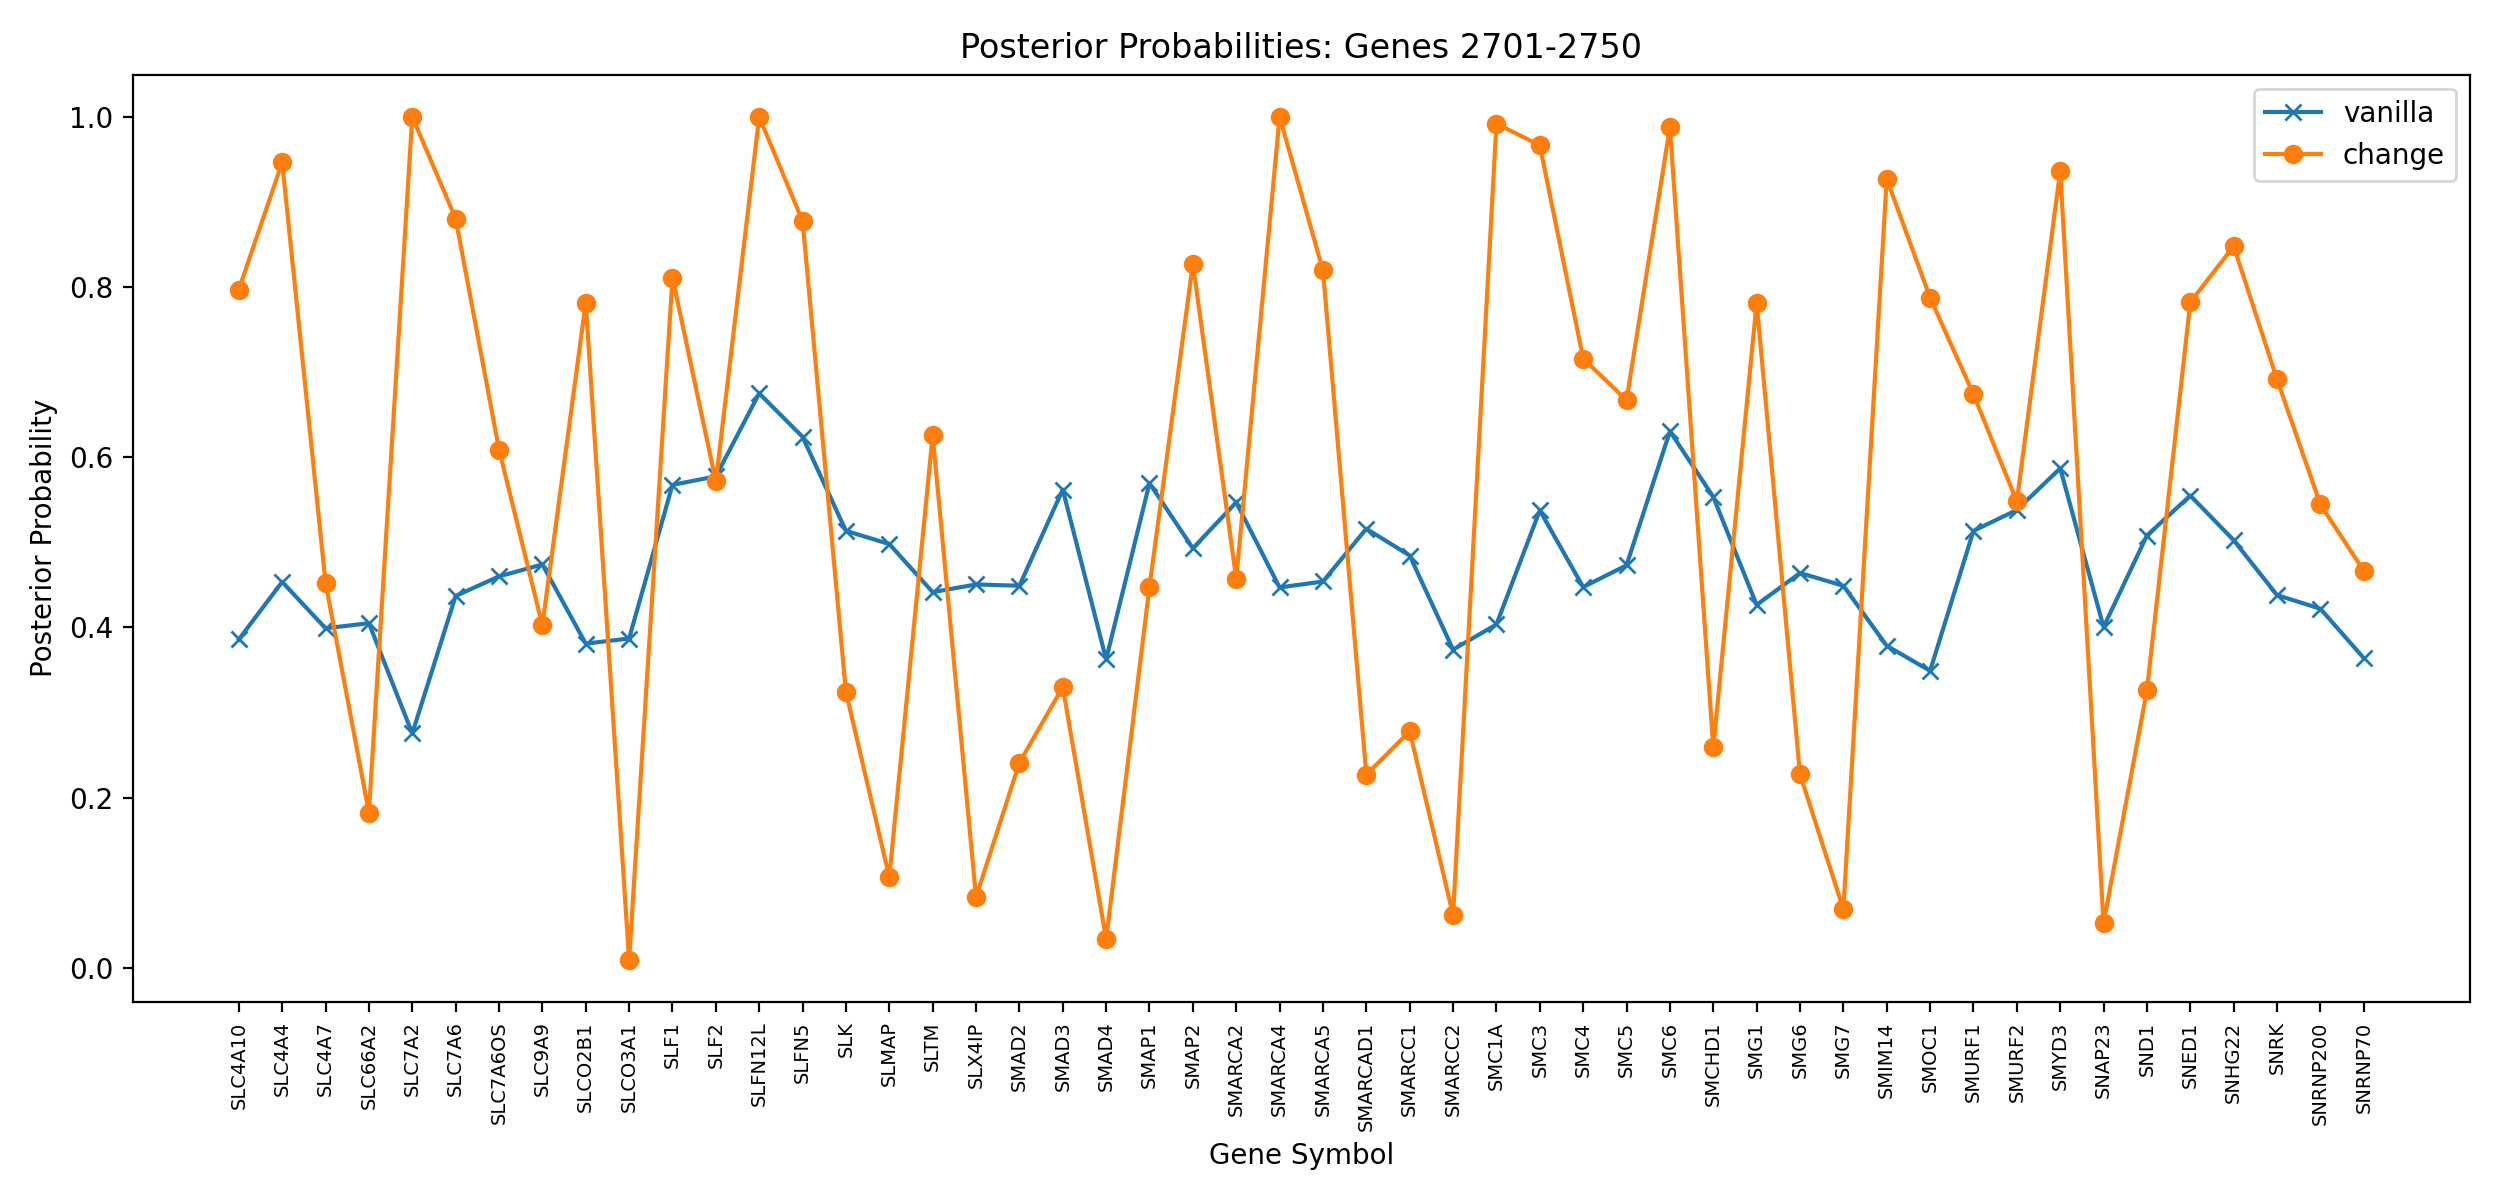 Posterior Probabilities: Genes 2701-2750
vanilla
change
Posterior Probability
1.0
0.8
0.6
0.4
0.2
0.0
SLC4A10
SLC4A4
SLC4A7
SLC66A2
SLC7A2
SLC7A6
SLC7A6OS
SLC9A9
SLCO2B1
SLCO3A1
SLF1
SLF2
SLFN12L
SLFN5
SLK
SLMAP
SLTM
SLX4IP
SMAD2
SMAD3
SMAD4
SMAP1
SMAP2
SMARCA2
SMARCA4
SMARCA5
SMARCAD1
SMARCC1
SMARCC2
SMC1A
SMC3
SMC4
SMC5
SMC6
SMCHD1
SMG1
SMG6
SMG7
SMIM14
SMOC1
SMURF1
SMURF2
SMYD3
SNAP23
SND1
SNED1
SNHG22
SNRK
SNRNP200
SNRNP70
Gene Symbol